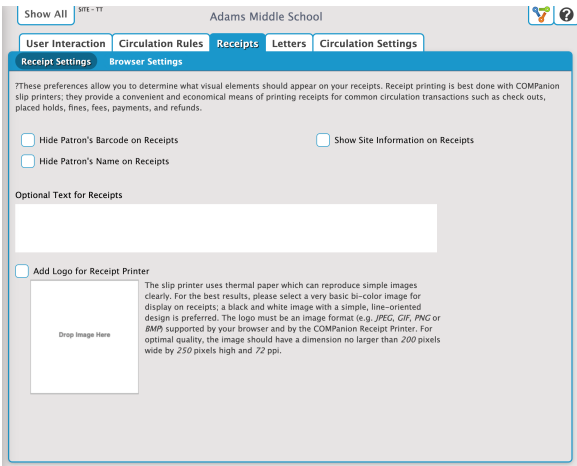 Show All SITE - TT Adams Middle School
User Interaction Circulation Rules Receipts Letters Circulation Settings
Receipt Settings Browser Settings
?These preferences allow you to determine what visual elements should appear on your receipts. Receipt printing is best done with COMPanion
slip printers; they provide a convenient and economical means of printing receipts for common circulation transactions such as check outs,
placed holds, fines, fees, payments, and refunds.
Hide Patron's Barcode on Receipts Show Site Information on Receipts
Hide Patron's Name on Receipts
Optional Text for Receipts
Add Logo for Receipt Printer
The slip printer uses thermal paper which can reproduce simple images
clearly. For the best results, please select a very basic bi-color image for
display on receipts; a black and white image with a simple, line-oriented
design is preferred. The logo must be an image format (e.g. JPEG, GIF, PNG or
BMP) supported by your browser and by the COMPanion Receipt Printer. For
optimal quality, the image should have a dimension no larger than 200 pixels
wide by 250 pixels high and 72 ppi.
Drop Image Here